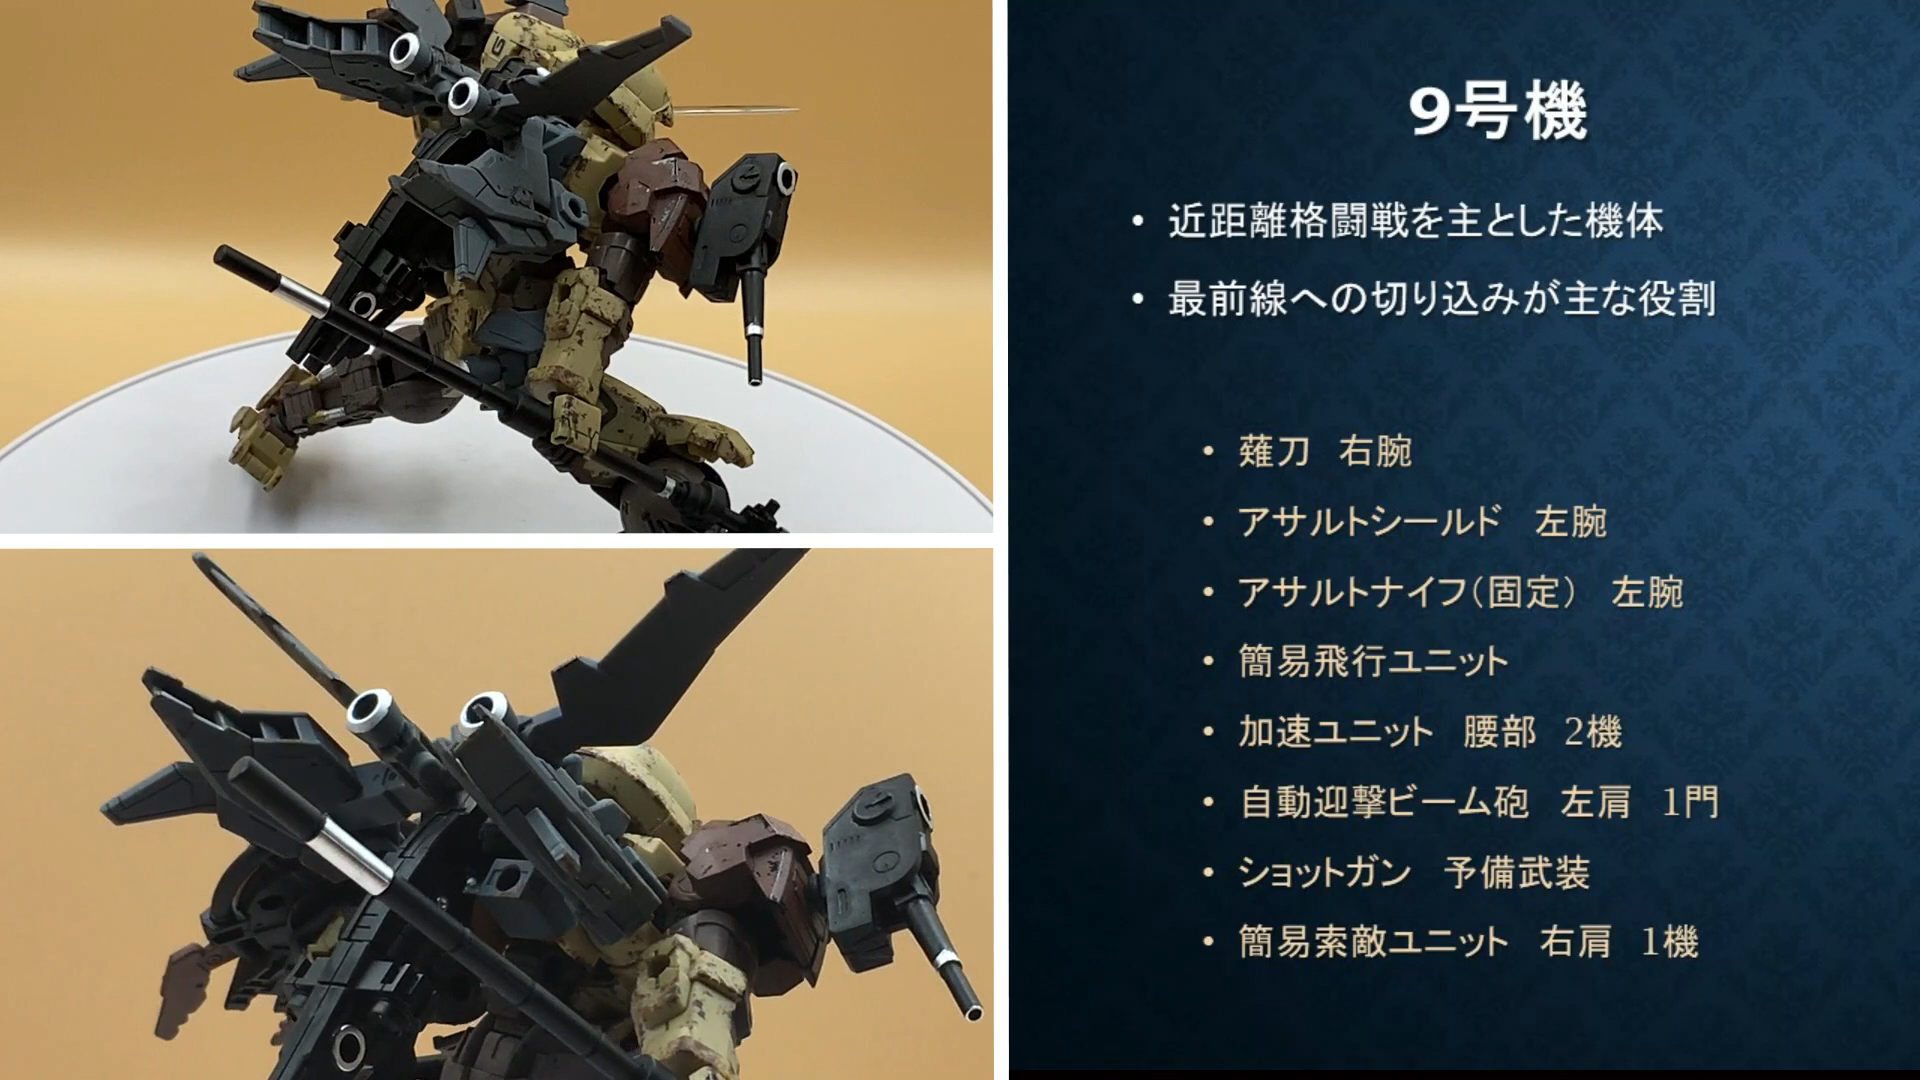 9号機
• 近距離格闘戦を主とした機体
• 最前線への切り込みが主な役割
• 薙刀　右腕
• アサルトシールド　左腕
• アサルトナイフ（固定）　左腕
• 簡易飛行ユニット
• 加速ユニット　腰部　2機
• 自動迎撃ビーム砲　左肩　1門
• ショットガン　予備武装
• 簡易索敵ユニット　右肩　1機